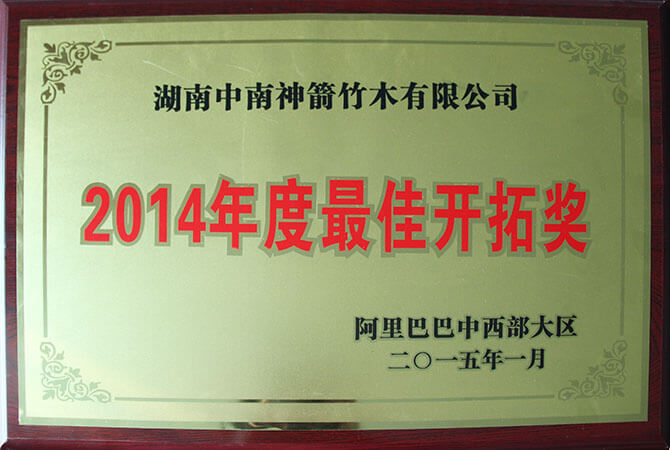 湖南中南神箭竹木有限公司
2014年度最佳开拓奖
阿里巴巴中西部大区
二〇一五年一月